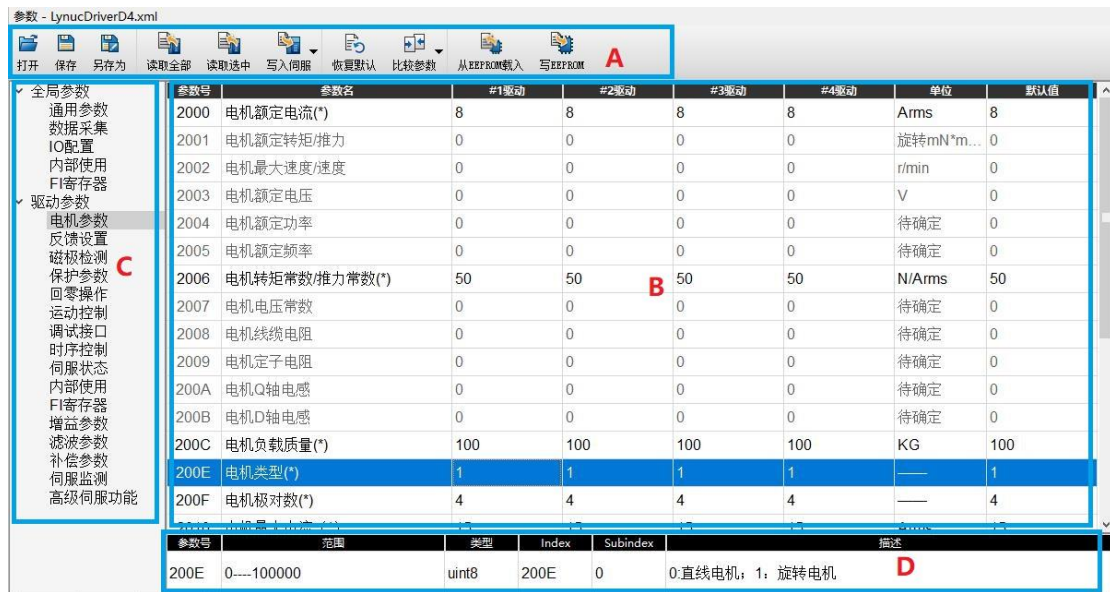 参数 - LynucDriverD4.xml
打开 保存 另存为 读取全部 读取选中 写入伺服 恢复默认 比较参数 从EEPROM载入 写EEPROM A
全局参数
通用参数
数据采集
IO配置
内部使用
FI寄存器
驱动参数
电机参数
反馈设置
磁极检测
保护参数
回零操作
运动控制
调试接口
时序控制
伺服状态
内部使用
FI寄存器
增益参数
滤波参数
补偿参数
伺服监测
高级伺服功能
C
参数号 参数名 #1驱动 #2驱动 #3驱动 #4驱动 单位 默认值
2000 电机额定电流(*) 8 8 8 8 Arms 8
2001 电机额定转矩/推力 0 0 0 0 旋转mN*m... 0
2002 电机最大速度/速度 0 0 0 0 r/min 0
2003 电机额定电压 0 0 0 0 V 0
2004 电机额定功率 0 0 0 0 待确定 0
2005 电机额定频率 0 0 0 0 待确定 0
2006 电机转矩常数/推力常数(*) 50 50 50 50 N/Arms 50
B
2007 电机电压常数 0 0 0 0 待确定 0
2008 电机线缆电阻 0 0 0 0 待确定 0
2009 电机定子电阻 0 0 0 0 待确定 0
200A 电机Q轴电感 0 0 0 0 待确定 0
200B 电机D轴电感 0 0 0 0 待确定 0
200C 电机负载质量(*) 100 100 100 100 KG 100
200E 电机类型(*) 1 1 1 1 —— 1
200F 电机极对数(*) 4 4 4 4 —— 4
参数号 范围 类型 Index Subindex 描述
200E 0----100000 uint8 200E 0 0:直线电机；1：旋转电机 D